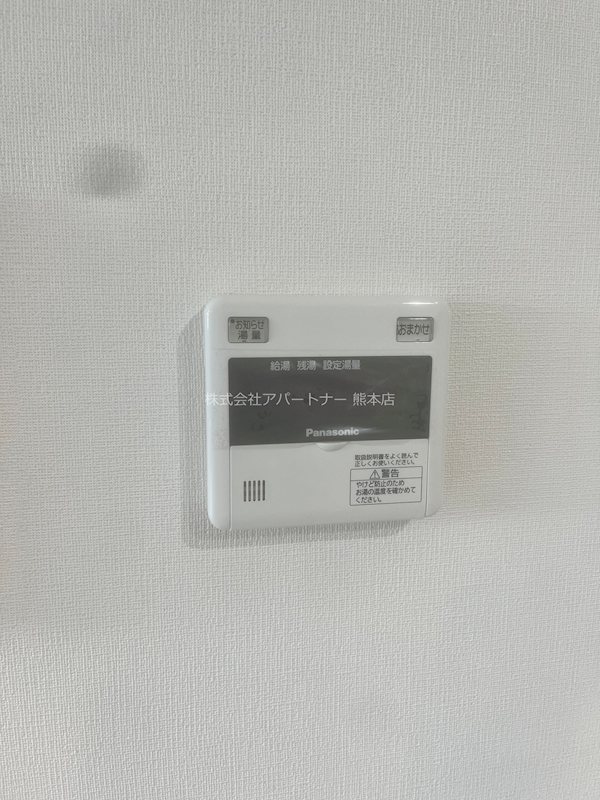 お知らせ
湯量
おまかせ
給湯 残湯 設定湯量
株式会社アパートナー 熊本店
Panasonic
取扱説明書をよく読んで
正しくお使いください。
⚠警告
やけど防止のため
お湯の温度を確かめて
ください。